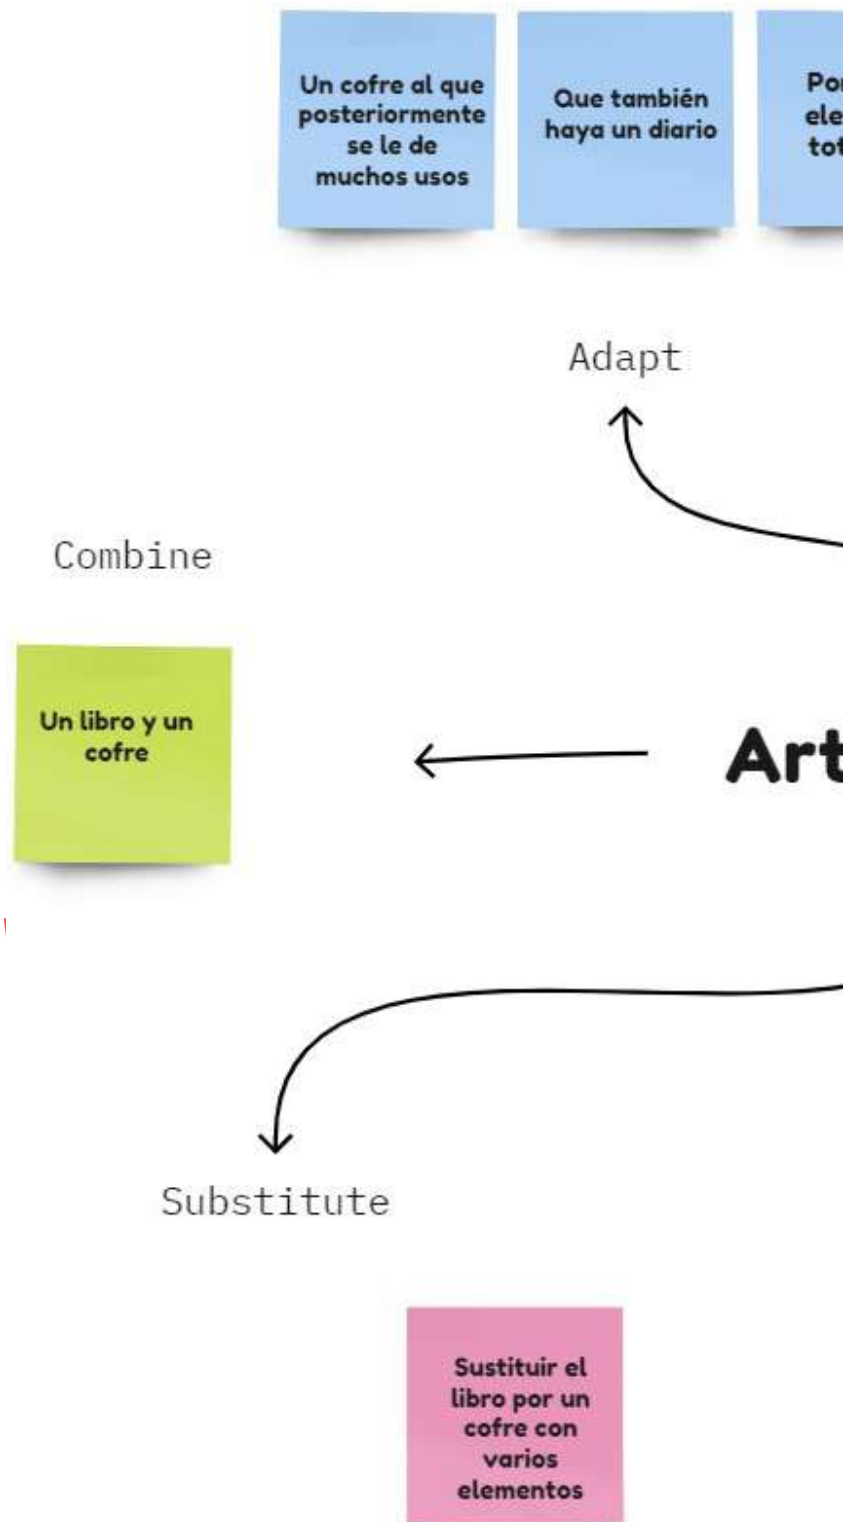 Un cofre al que
posteriormente
se le de
muchos usos
Que también
haya un diario
Adapt
Combine
Un libro y un
cofre
Substitute
Sustituir el
libro por un
cofre con
varios
elementos